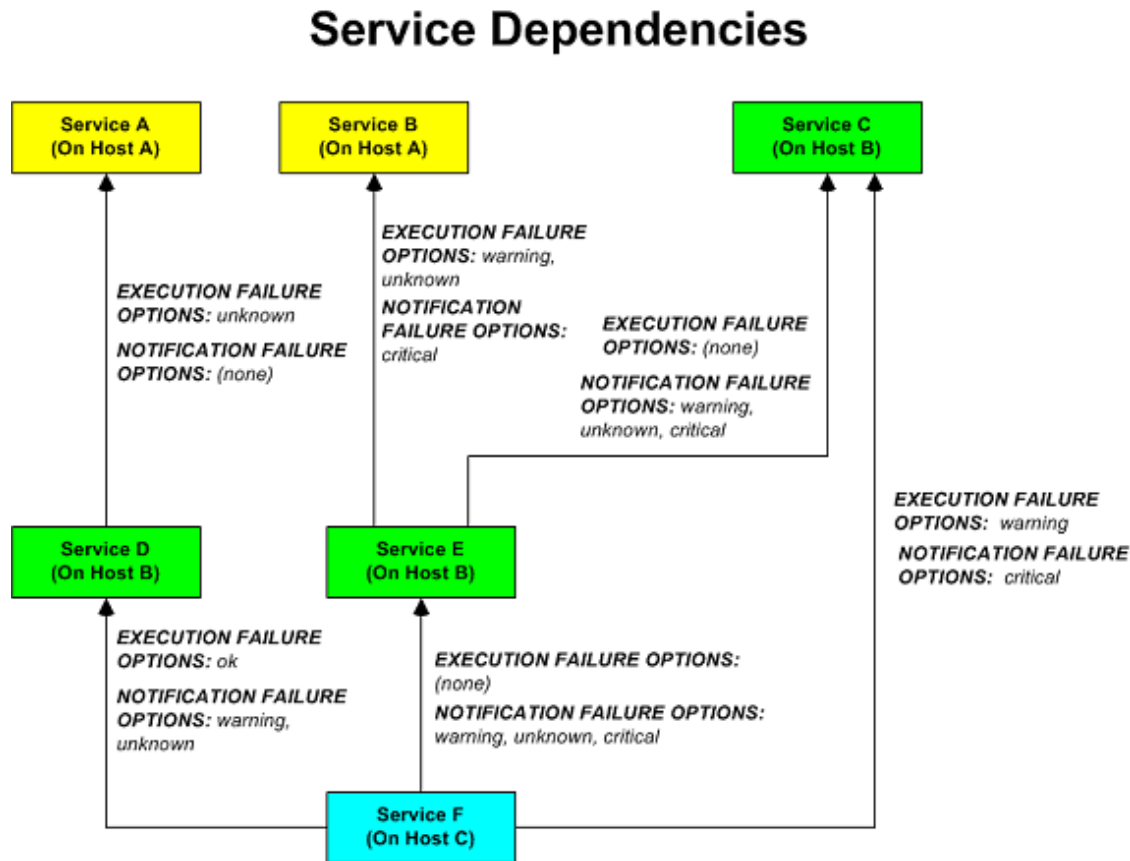 Service Dependencies
Service A
(On Host A)
Service B
(On Host A)
Service C
(On Host B)
EXECUTION FAILURE
OPTIONS: warning,
unknown
NOTIFICATION
FAILURE OPTIONS:
critical
EXECUTION FAILURE
OPTIONS: unknown
NOTIFICATION FAILURE
OPTIONS: (none)
EXECUTION FAILURE
OPTIONS: (none)
NOTIFICATION FAILURE
OPTIONS: warning,
unknown, critical
EXECUTION FAILURE
OPTIONS: warning
NOTIFICATION FAILURE
OPTIONS: critical
Service D
(On Host B)
Service E
(On Host B)
EXECUTION FAILURE
OPTIONS: ok
NOTIFICATION FAILURE
OPTIONS: warning,
unknown
EXECUTION FAILURE OPTIONS:
(none)
NOTIFICATION FAILURE OPTIONS:
warning, unknown, critical
Service F
(On Host C)